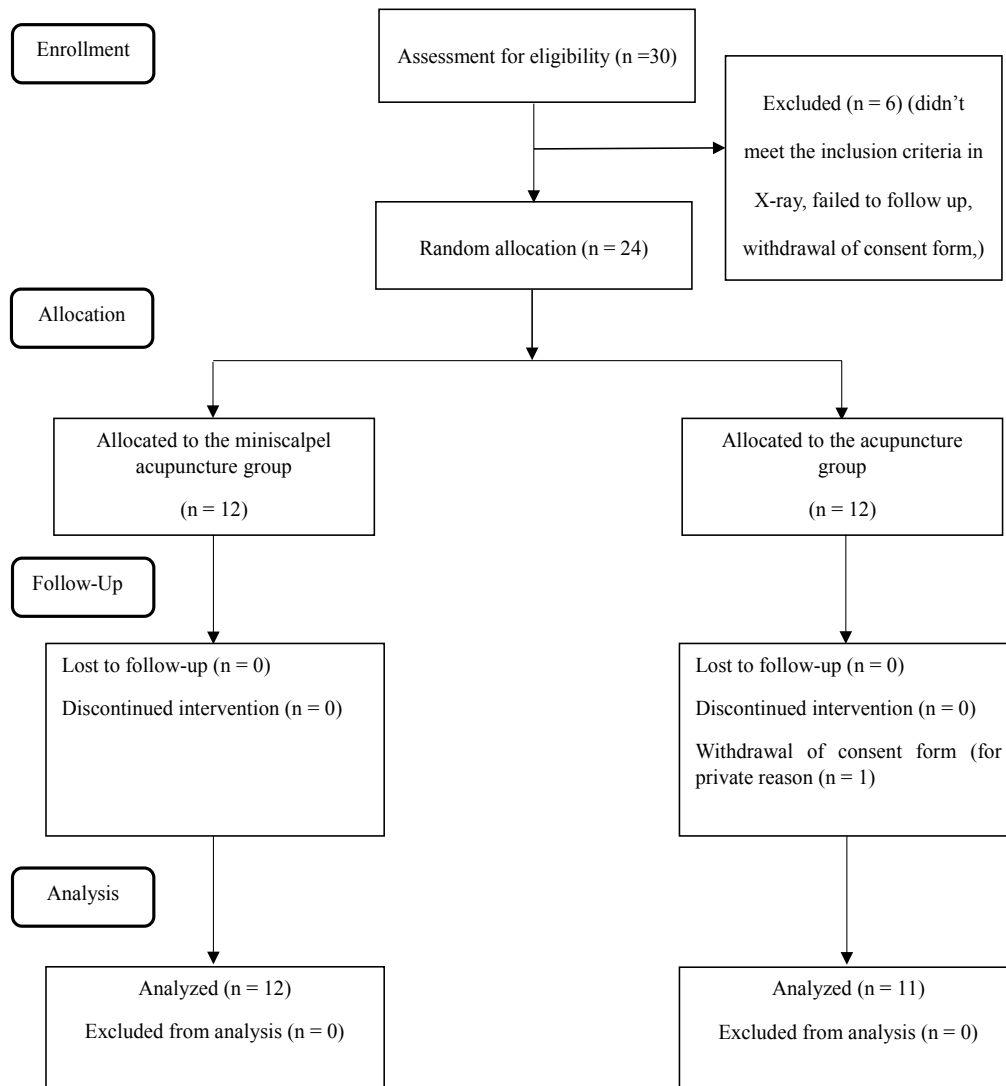 Enrollment
Assessment for eligibility (n =30)
Excluded (n = 6) (didn’t
meet the inclusion criteria in
X-ray, failed to follow up,
withdrawal of consent form,)
Random allocation (n = 24)
Allocation
Allocated to the miniscalpel
acupuncture group
(n = 12)
Allocated to the acupuncture
group
(n = 12)
Follow-Up
Lost to follow-up (n = 0)
Discontinued intervention (n = 0)
Lost to follow-up (n = 0)
Discontinued intervention (n = 0)
Withdrawal of consent form (for
private reason (n = 1)
Analysis
Analyzed (n = 12)
Excluded from analysis (n = 0)
Analyzed (n = 11)
Excluded from analysis (n = 0)